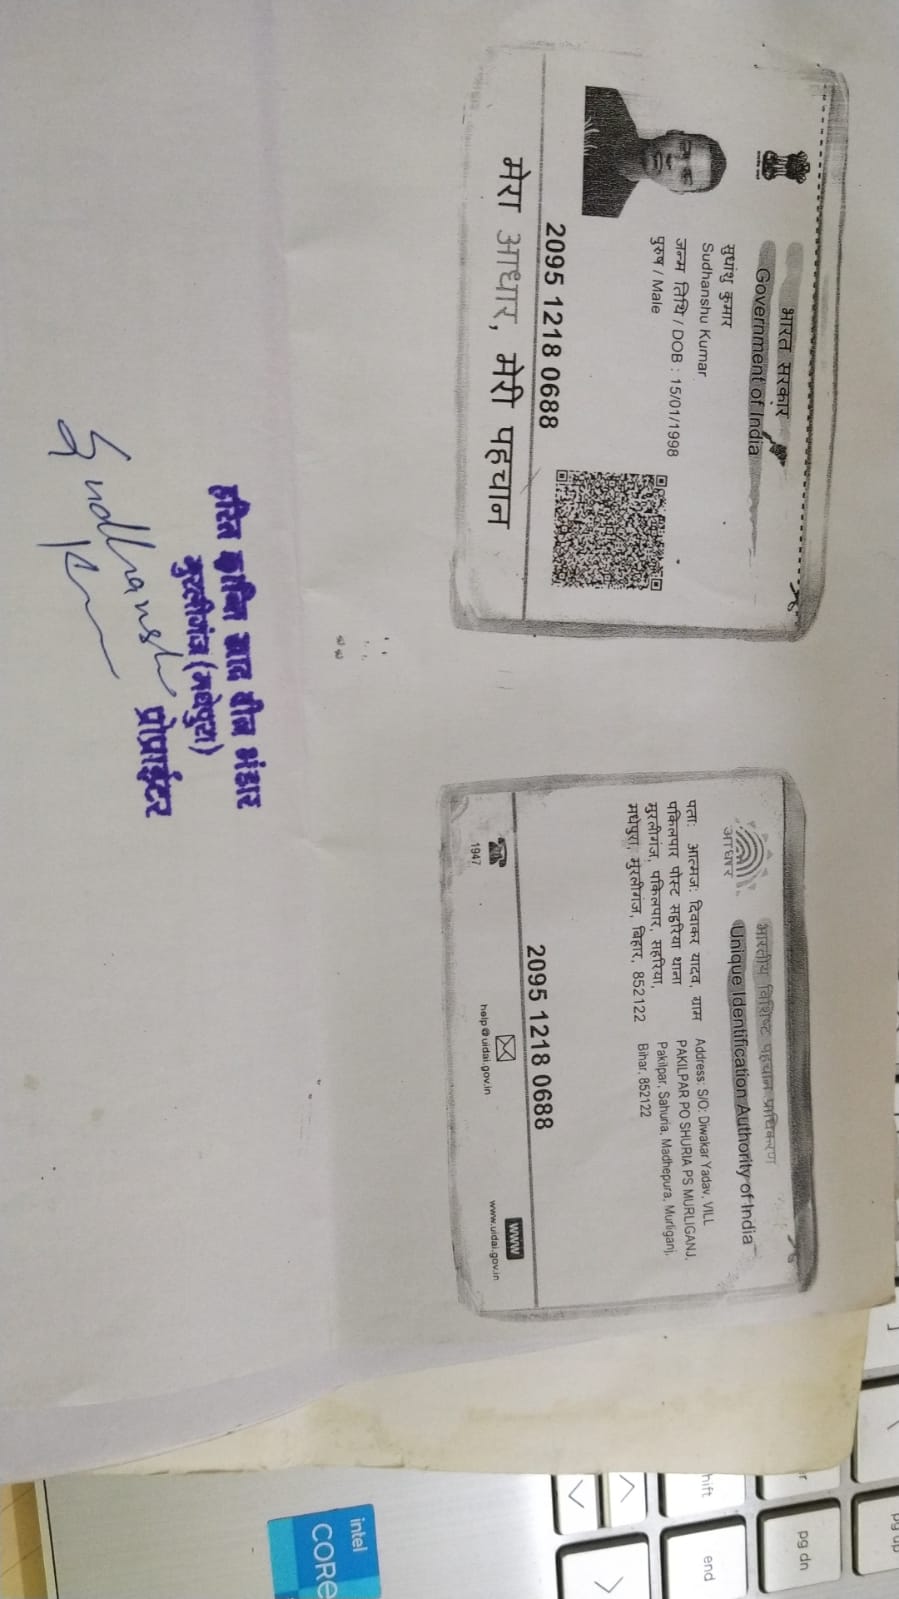 भारत सरकार
Government of India
सुधांशु कुमार
Sudhanshu Kumar
जन्म तिथि / DOB : 15/01/1998
पुरुष / Male
2095 1218 0688
मेरा आधार, मेरी पहचान
आधार
भारतीय विशिष्ट पहचान प्राधिकरण
Unique Identification Authority of India
पताः आत्मजः दिवाकर यादव, ग्राम
पकिलपार पोस्ट सहुरिया थाना
मुरलीगंज, पकिलपार, सहरिया,
मधेपुरा, मुरलीगंज, बिहार, 852122
Address: S/O: Diwakar Yadav, VILL
PAKILPAR PO SHURIA PS MURLIGANJ,
Pakilpar, Sahuria, Madhepura, Murliganj,
Bihar, 852122
2095 1218 0688
1947
help@uidai.gov.in
www
www.uidai.gov.in
हरित क्रान्ति खाद बीज भंडार
मुरलीगंज (मधेपुरा)
प्रोप्राईटर
Sudhanshu
intel
CORE
shift
end
pg dn
pg up